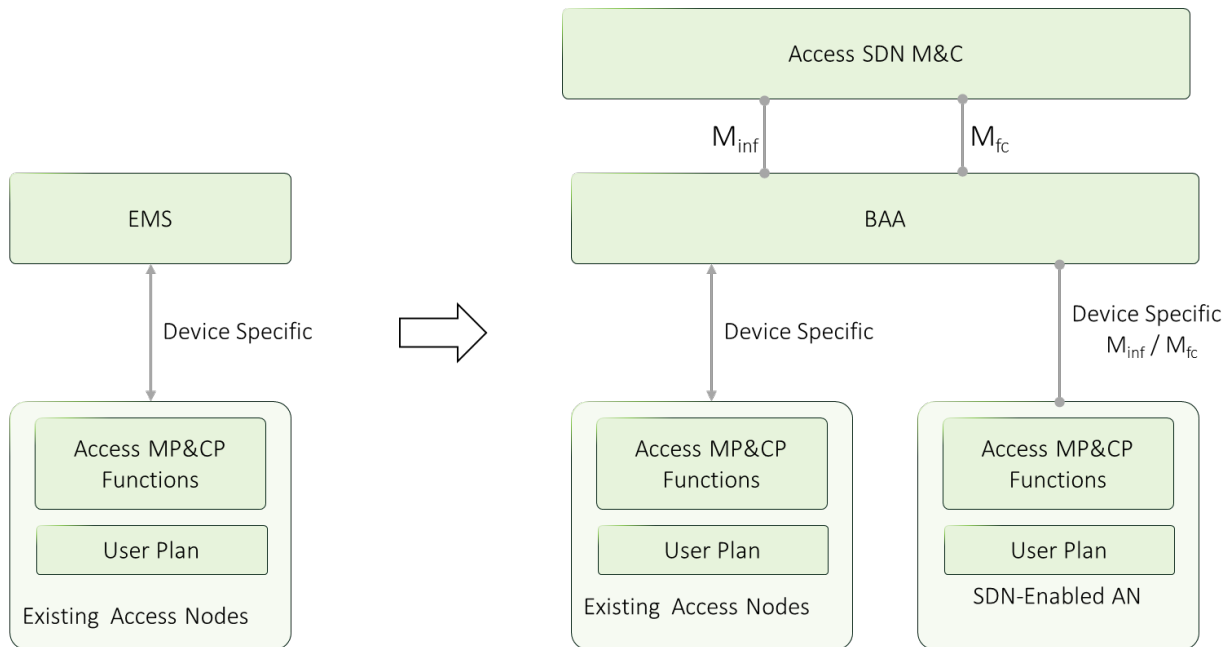 Access SDN M&C
Minf
Mfc
EMS
BAA
Device Specific
Device Specific
Device Specific
Minf / Mfc
Access MP&CP
Functions
User Plan
Existing Access Nodes
Access MP&CP
Functions
User Plan
Existing Access Nodes
Access MP&CP
Functions
User Plan
SDN-Enabled AN